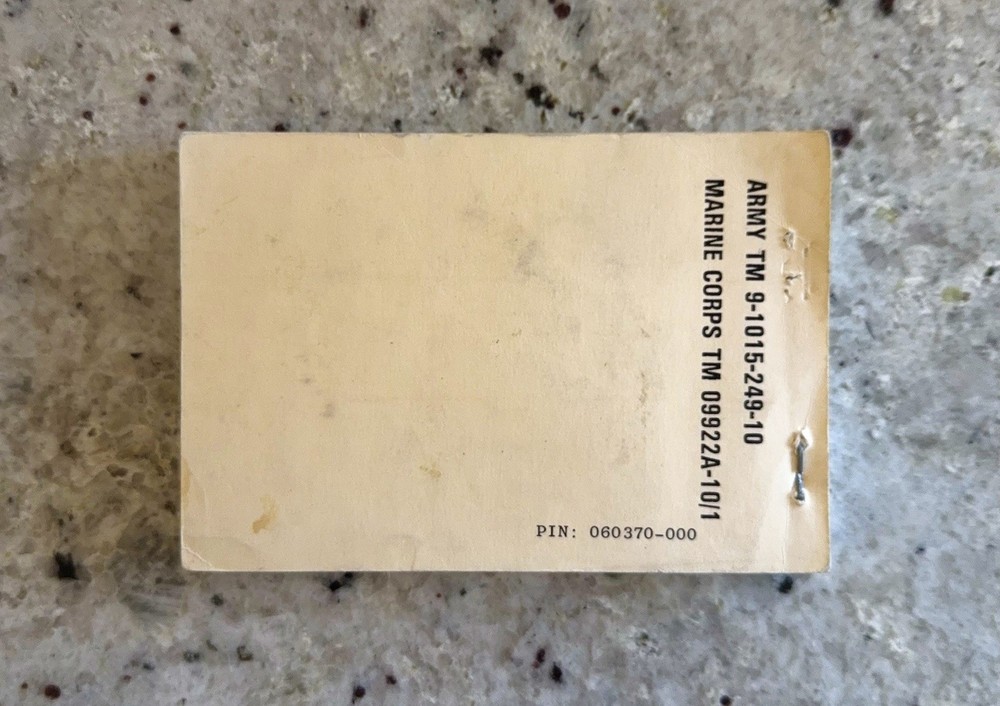 ARMY TM 9-1015-249-10
MARINE CORPS TM 09922A-10/1
PIN: 060370-000